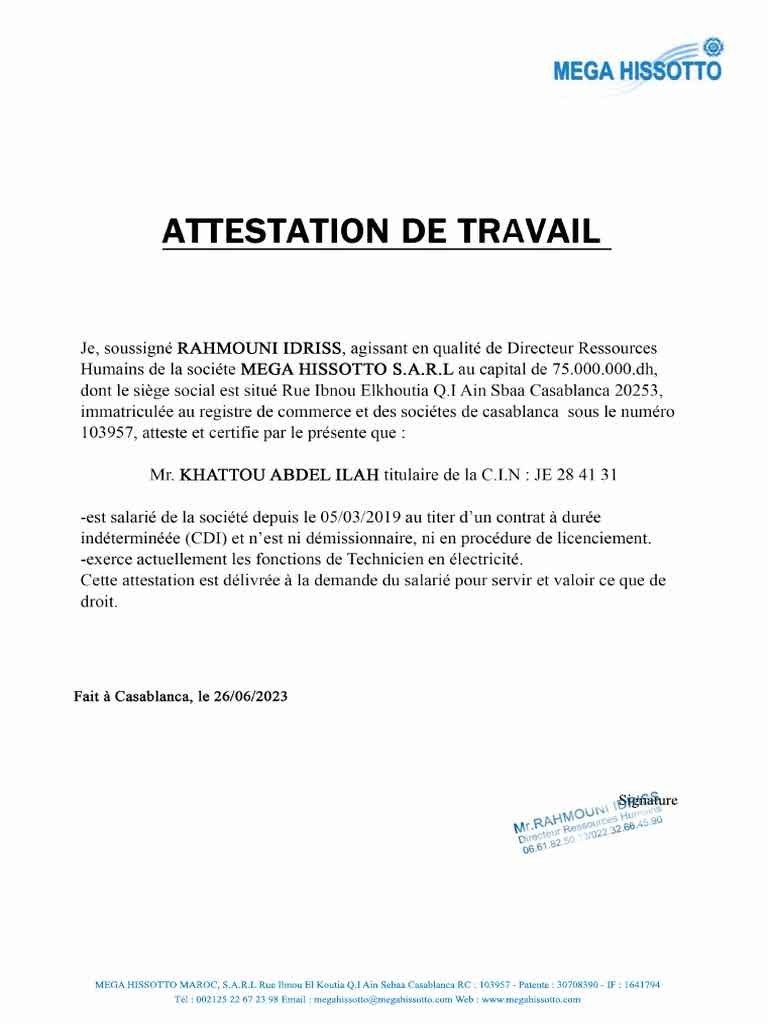 MEGA HISSOTTO
ATTESTATION DE TRAVAIL
Je, soussigné RAHMOUNI IDRISS, agissant en qualité de Directeur Ressources
Humains de la sociéte MEGA HISSOTTO S.A.R.L au capital de 75.000.000.dh,
dont le siège social est situé Rue Ibnou Elkhoutia Q.I Ain Sbaa Casablanca 20253,
immatriculée au registre de commerce et des sociétes de casablanca sous le numéro
103957, atteste et certifie par le présente que :
Mr. KHATTOU ABDEL ILAH titulaire de la C.I.N : JE 28 41 31
-est salarié de la société depuis le 05/03/2019 au titer d’un contrat à durée
indéterminéée (CDI) et n’est ni démissionnaire, ni en procédure de licenciement.
-exerce actuellement les fonctions de Technicien en électricité.
Cette attestation est délivrée à la demande du salarié pour servir et valoir ce que de
droit.
Fait à Casablanca, le 26/06/2023
Signature
Mr.RAHMOUNI IDRISS
Directeur Ressources Humains
06.61.82.50 /022.32.66.45.90
MEGA HISSOTTO MAROC, S.A.R.L Rue Ibnou El Koutia Q.I Ain Sebaa Casablanca RC : 103957 - Patente : 30708390 - IF : 1641794
Tél : 002125 22 67 23 98 Email : megahissotto@megahissotto.com Web : www.megahissotto.com